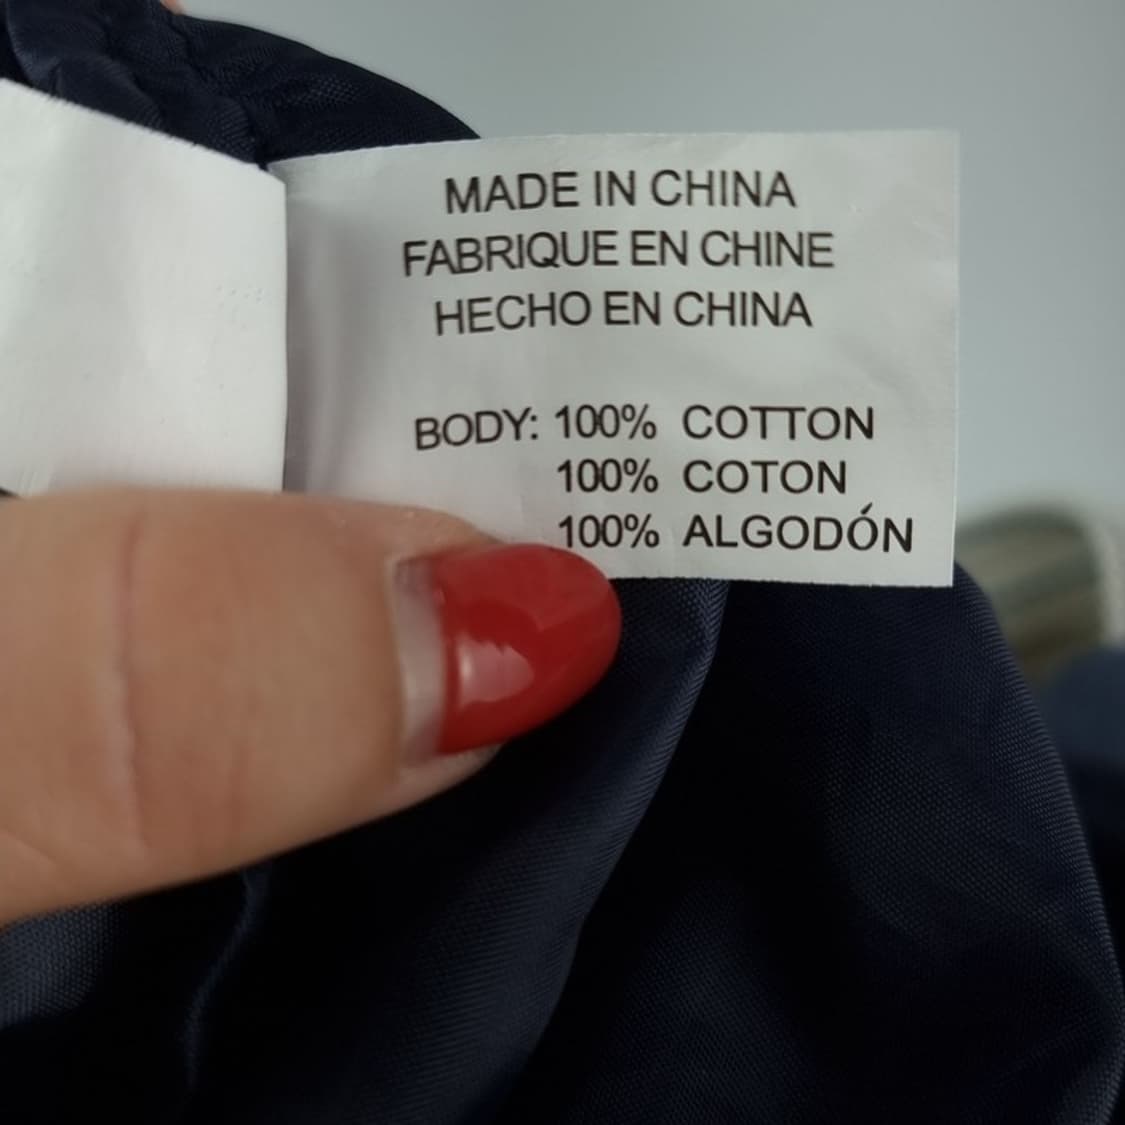 MADE IN CHINA
FABRIQUE EN CHINE
HECHO EN CHINA
BODY: 100% COTTON
100% COTON
100% ALGODÓN